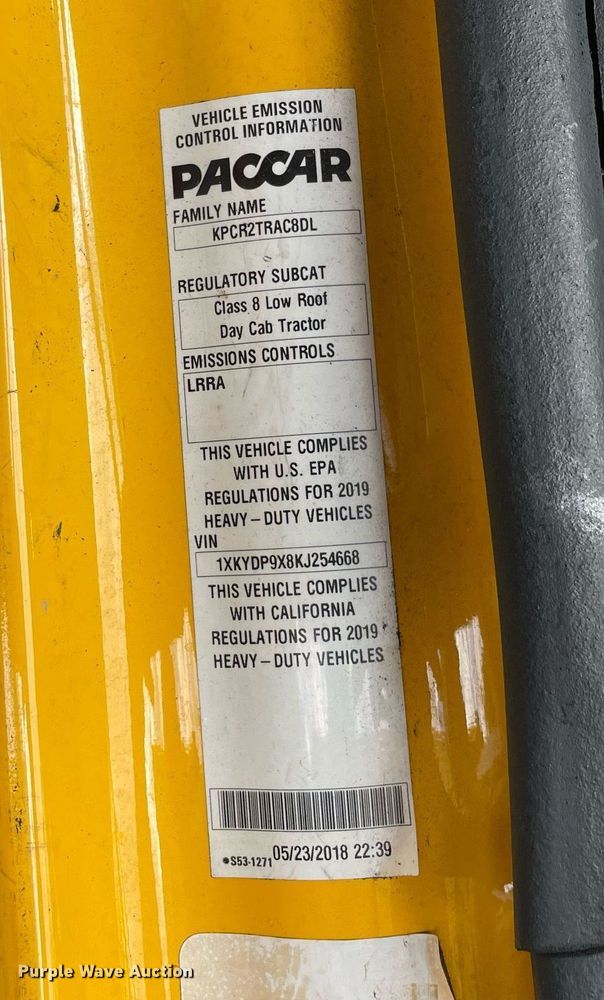 VEHICLE EMISSION
CONTROL INFORMATION
PACCAR
FAMILY NAME
KPCR2TRAC8DL
REGULATORY SUBCAT
Class 8 Low Roof
Day Cab Tractor
EMISSIONS CONTROLS
LRRA
THIS VEHICLE COMPLIES
WITH U.S. EPA
REGULATIONS FOR 2019
HEAVY – DUTY VEHICLES
VIN
1XKYDP9X8KJ254668
THIS VEHICLE COMPLIES
WITH CALIFORNIA
REGULATIONS FOR 2019
HEAVY – DUTY VEHICLES
●S53-1271 05/23/2018 22:39
Purple Wave Auction